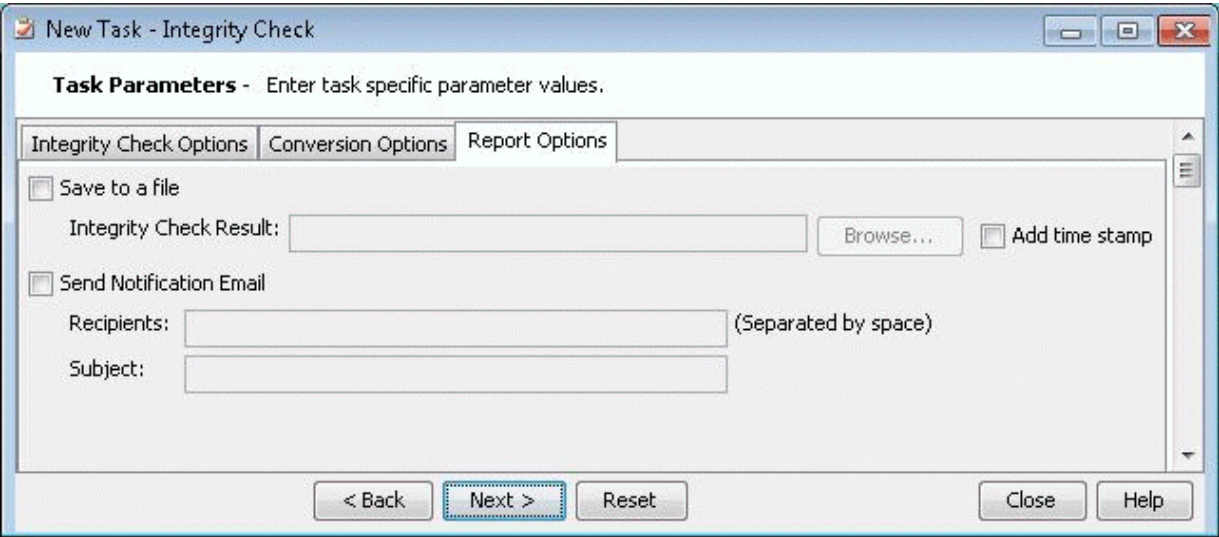 New Task - Integrity Check
Task Parameters - Enter task specific parameter values.
Integrity Check Options Conversion Options Report Options
Save to a file
Integrity Check Result: Browse... Add time stamp
Send Notification Email
Recipients: (Separated by space)
Subject:
< Back Next > Reset Close Help